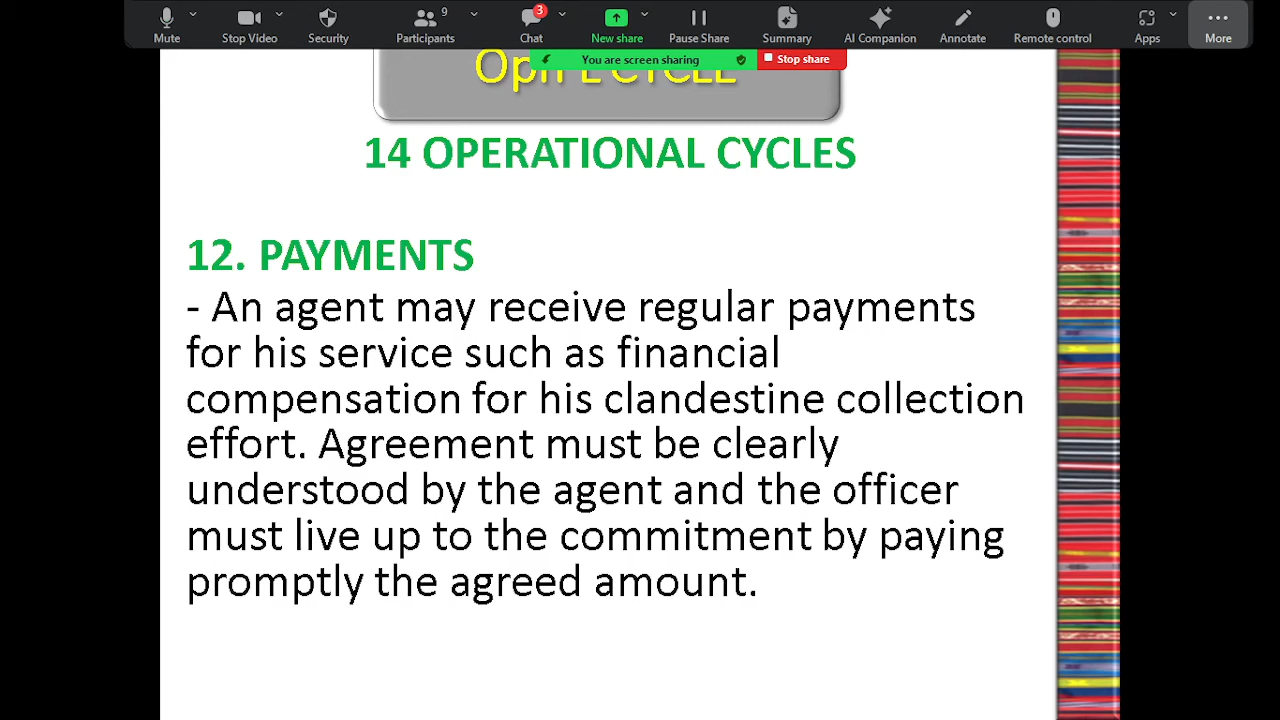 Mute
Stop Video
Security
Participants
9
Chat
3
New share
Pause Share
Summary
AI Companion
Annotate
Remote control
Apps
More
You are screen sharing
Stop share
CYCLE
14 OPERATIONAL CYCLES
12. PAYMENTS
- An agent may receive regular payments
for his service such as financial
compensation for his clandestine collection
effort. Agreement must be clearly
understood by the agent and the officer
must live up to the commitment by paying
promptly the agreed amount.